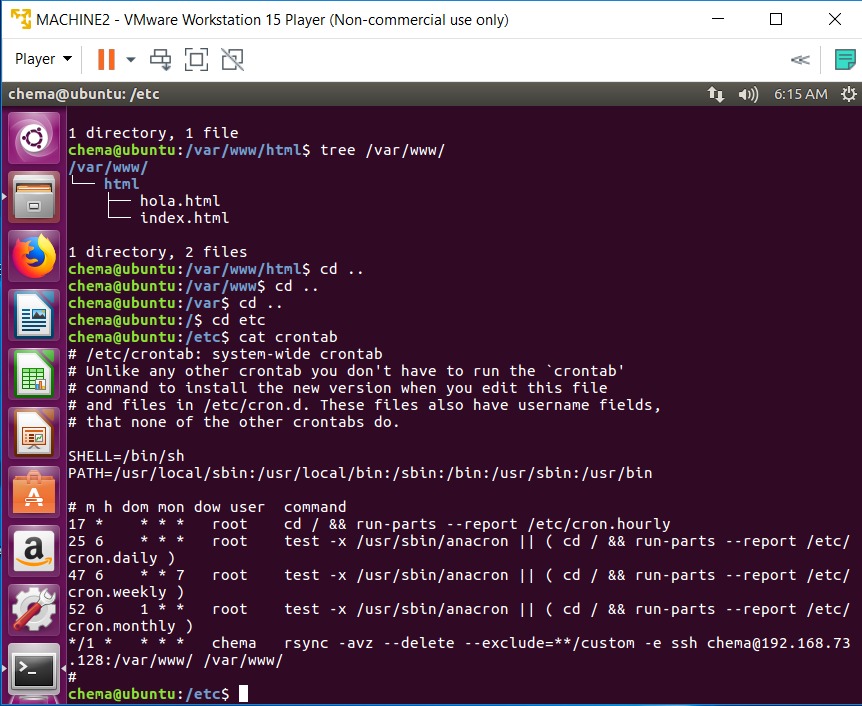 MACHINE2 - VMware Workstation 15 Player (Non-commercial use only)
Player
chema@ubuntu: /etc
6:15 AM
1 directory, 1 file
chema@ubuntu:/var/www/html$ tree /var/www/
/var/www/
└── html
    ├── hola.html
    └── index.html
1 directory, 2 files
chema@ubuntu:/var/www/html$ cd ..
chema@ubuntu:/var/www$ cd ..
chema@ubuntu:/var$ cd ..
chema@ubuntu:/$ cd etc
chema@ubuntu:/etc$ cat crontab
# /etc/crontab: system-wide crontab
# Unlike any other crontab you don't have to run the `crontab'
# command to install the new version when you edit this file
# and files in /etc/cron.d. These files also have username fields,
# that none of the other crontabs do.
SHELL=/bin/sh
PATH=/usr/local/sbin:/usr/local/bin:/sbin:/bin:/usr/sbin:/usr/bin
# m h dom mon dow user  command
17 *    * * *   root    cd / && run-parts --report /etc/cron.hourly
25 6    * * *   root    test -x /usr/sbin/anacron || ( cd / && run-parts --report /etc/
cron.daily )
47 6    * * 7   root    test -x /usr/sbin/anacron || ( cd / && run-parts --report /etc/
cron.weekly )
52 6    1 * *   root    test -x /usr/sbin/anacron || ( cd / && run-parts --report /etc/
cron.monthly )
*/1 *   * * *   chema   rsync -avz --delete --exclude=**/custom -e ssh chema@192.168.73
.128:/var/www/ /var/www/
#
chema@ubuntu:/etc$